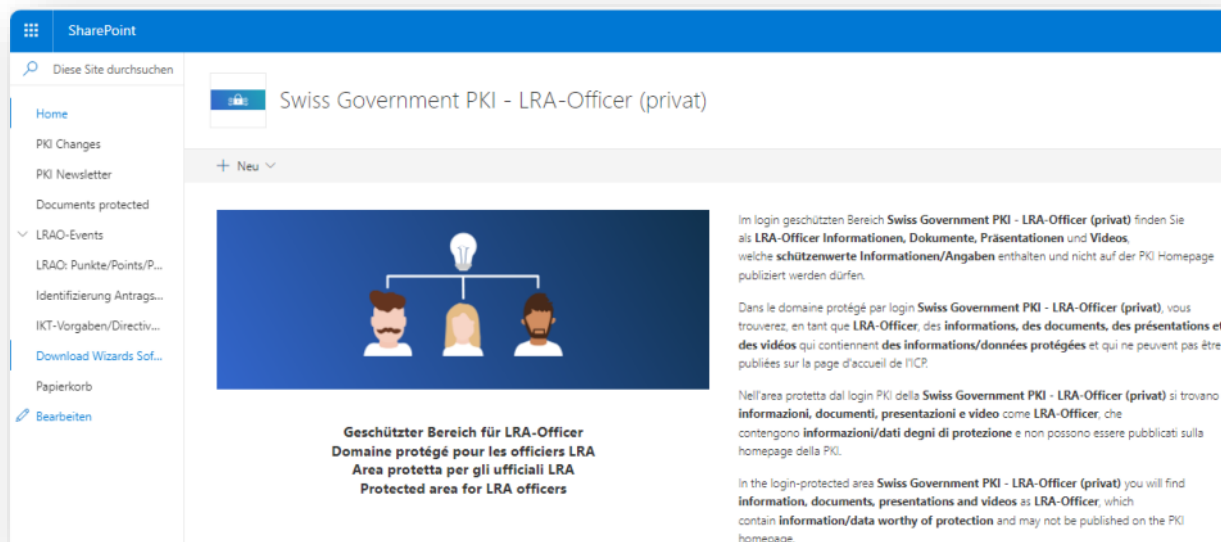 SharePoint
Diese Site durchsuchen
Home
PKI Changes
PKI Newsletter
Documents protected
LRAO-Events
LRAO: Punkte/Points/P...
Identifizierung Antrags...
IKT-Vorgaben/Directiv...
Download Wizards Sof...
Papierkorb
Bearbeiten
Swiss Government PKI - LRA-Officer (privat)
Neu
Geschützter Bereich für LRA-Officer
Domaine protégé pour les officiers LRA
Area protetta per gli ufficiali LRA
Protected area for LRA officers
Im login geschützten Bereich Swiss Government PKI - LRA-Officer (privat) finden Sie
als LRA-Officer Informationen, Dokumente, Präsentationen und Videos,
welche schützenwerte Informationen/Angaben enthalten und nicht auf der PKI Homepage
publiziert werden dürfen.
Dans le domaine protégé par login Swiss Government PKI - LRA-Officer (privat), vous
trouverez, en tant que LRA-Officer, des informations, des documents, des présentations et
des vidéos qui contiennent des informations/données protégées et qui ne peuvent pas être
publiées sur la page d'accueil de l'ICP.
Nell'area protetta dal login PKI della Swiss Government PKI - LRA-Officer (privat) si trovano
informazioni, documenti, presentazioni e video come LRA-Officer, che
contengono informazioni/dati degni di protezione e non possono essere pubblicati sulla
homepage della PKI.
In the login-protected area Swiss Government PKI - LRA-Officer (privat) you will find
information, documents, presentations and videos as LRA-Officer, which
contain information/data worthy of protection and may not be published on the PKI
homepage.